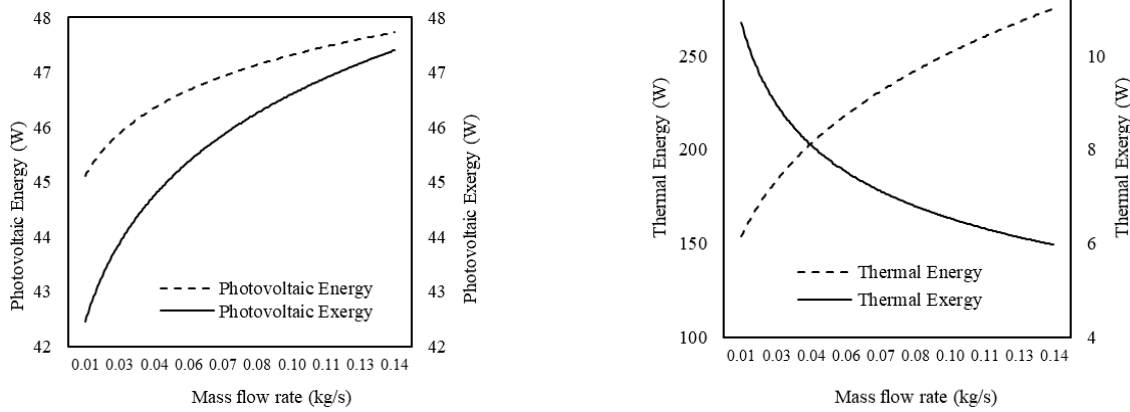 48
47
46
45
44
43
42
Photovoltaic Energy (W)
Photovoltaic Energy
Photovoltaic Exergy
0.01 0.03 0.04 0.06 0.07 0.08 0.10 0.11 0.13 0.14
Mass flow rate (kg/s)
48
47
46
45
44
43
42
Photovoltaic Exergy (W)
250
200
150
100
Thermal Energy (W)
Thermal Energy
Thermal Exergy
0.01 0.03 0.04 0.06 0.07 0.08 0.10 0.11 0.13 0.14
Mass flow rate (kg/s)
10
8
6
4
Thermal Exergy (W)